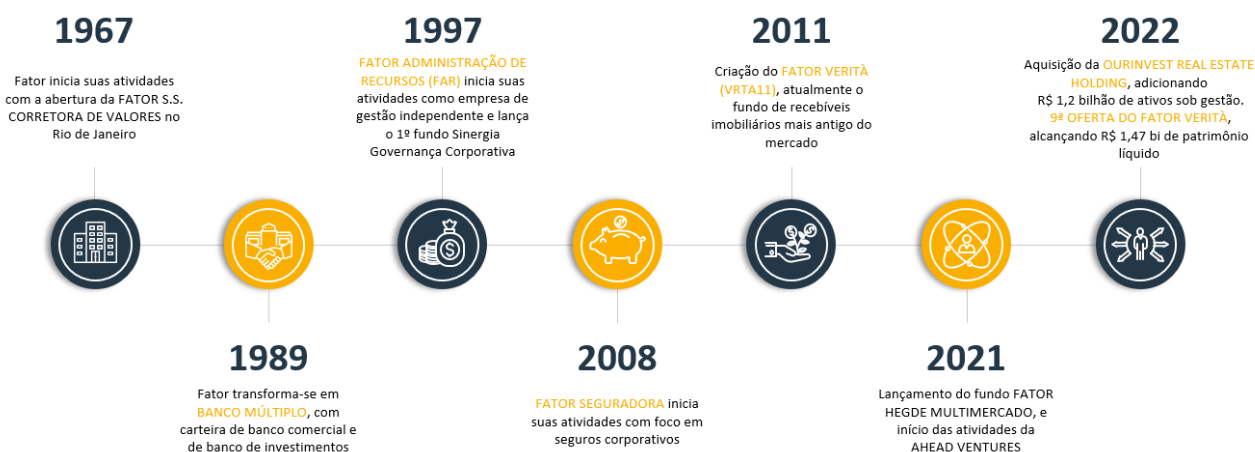 1967
Fator inicia suas atividades
com a abertura da FATOR S.S.
CORRETORA DE VALORES no
Rio de Janeiro
1989
Fator transforma-se em
BANCO MÚLTIPLO, com
carteira de banco comercial e
de banco de investimentos
1997
FATOR ADMINISTRAÇÃO DE
RECURSOS (FAR) inicia suas
atividades como empresa de
gestão independente e lança
o 1º fundo Sinergia
Governança Corporativa
2008
FATOR SEGURADORA inicia
suas atividades com foco em
seguros corporativos
2011
Criação do FATOR VERITÀ
(VRTA11), atualmente o
fundo de recebíveis
imobiliários mais antigo do
mercado
2021
Lançamento do fundo FATOR
HEGDE MULTIMERCADO, e
início das atividades da
AHEAD VENTURES
2022
Aquisição da OURINVEST REAL ESTATE
HOLDING, adicionando
R$ 1,2 bilhão de ativos sob gestão.
9ª OFERTA DO FATOR VERITÀ,
alcançando R$ 1,47 bi de patrimônio
líquido